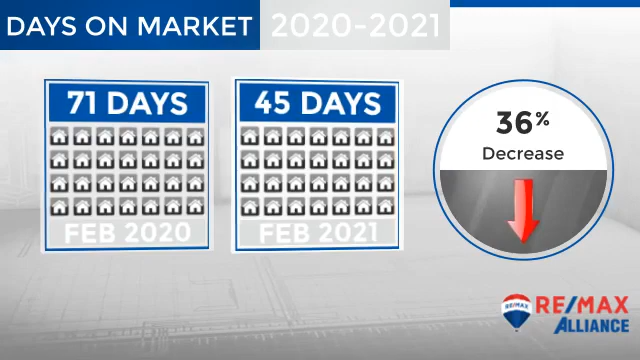 DAYS ON MARKET 2020-2021
71 DAYS
FEB 2020
45 DAYS
FEB 2021
36%
Decrease
RE/MAX
RE/MAX
ALLIANCE